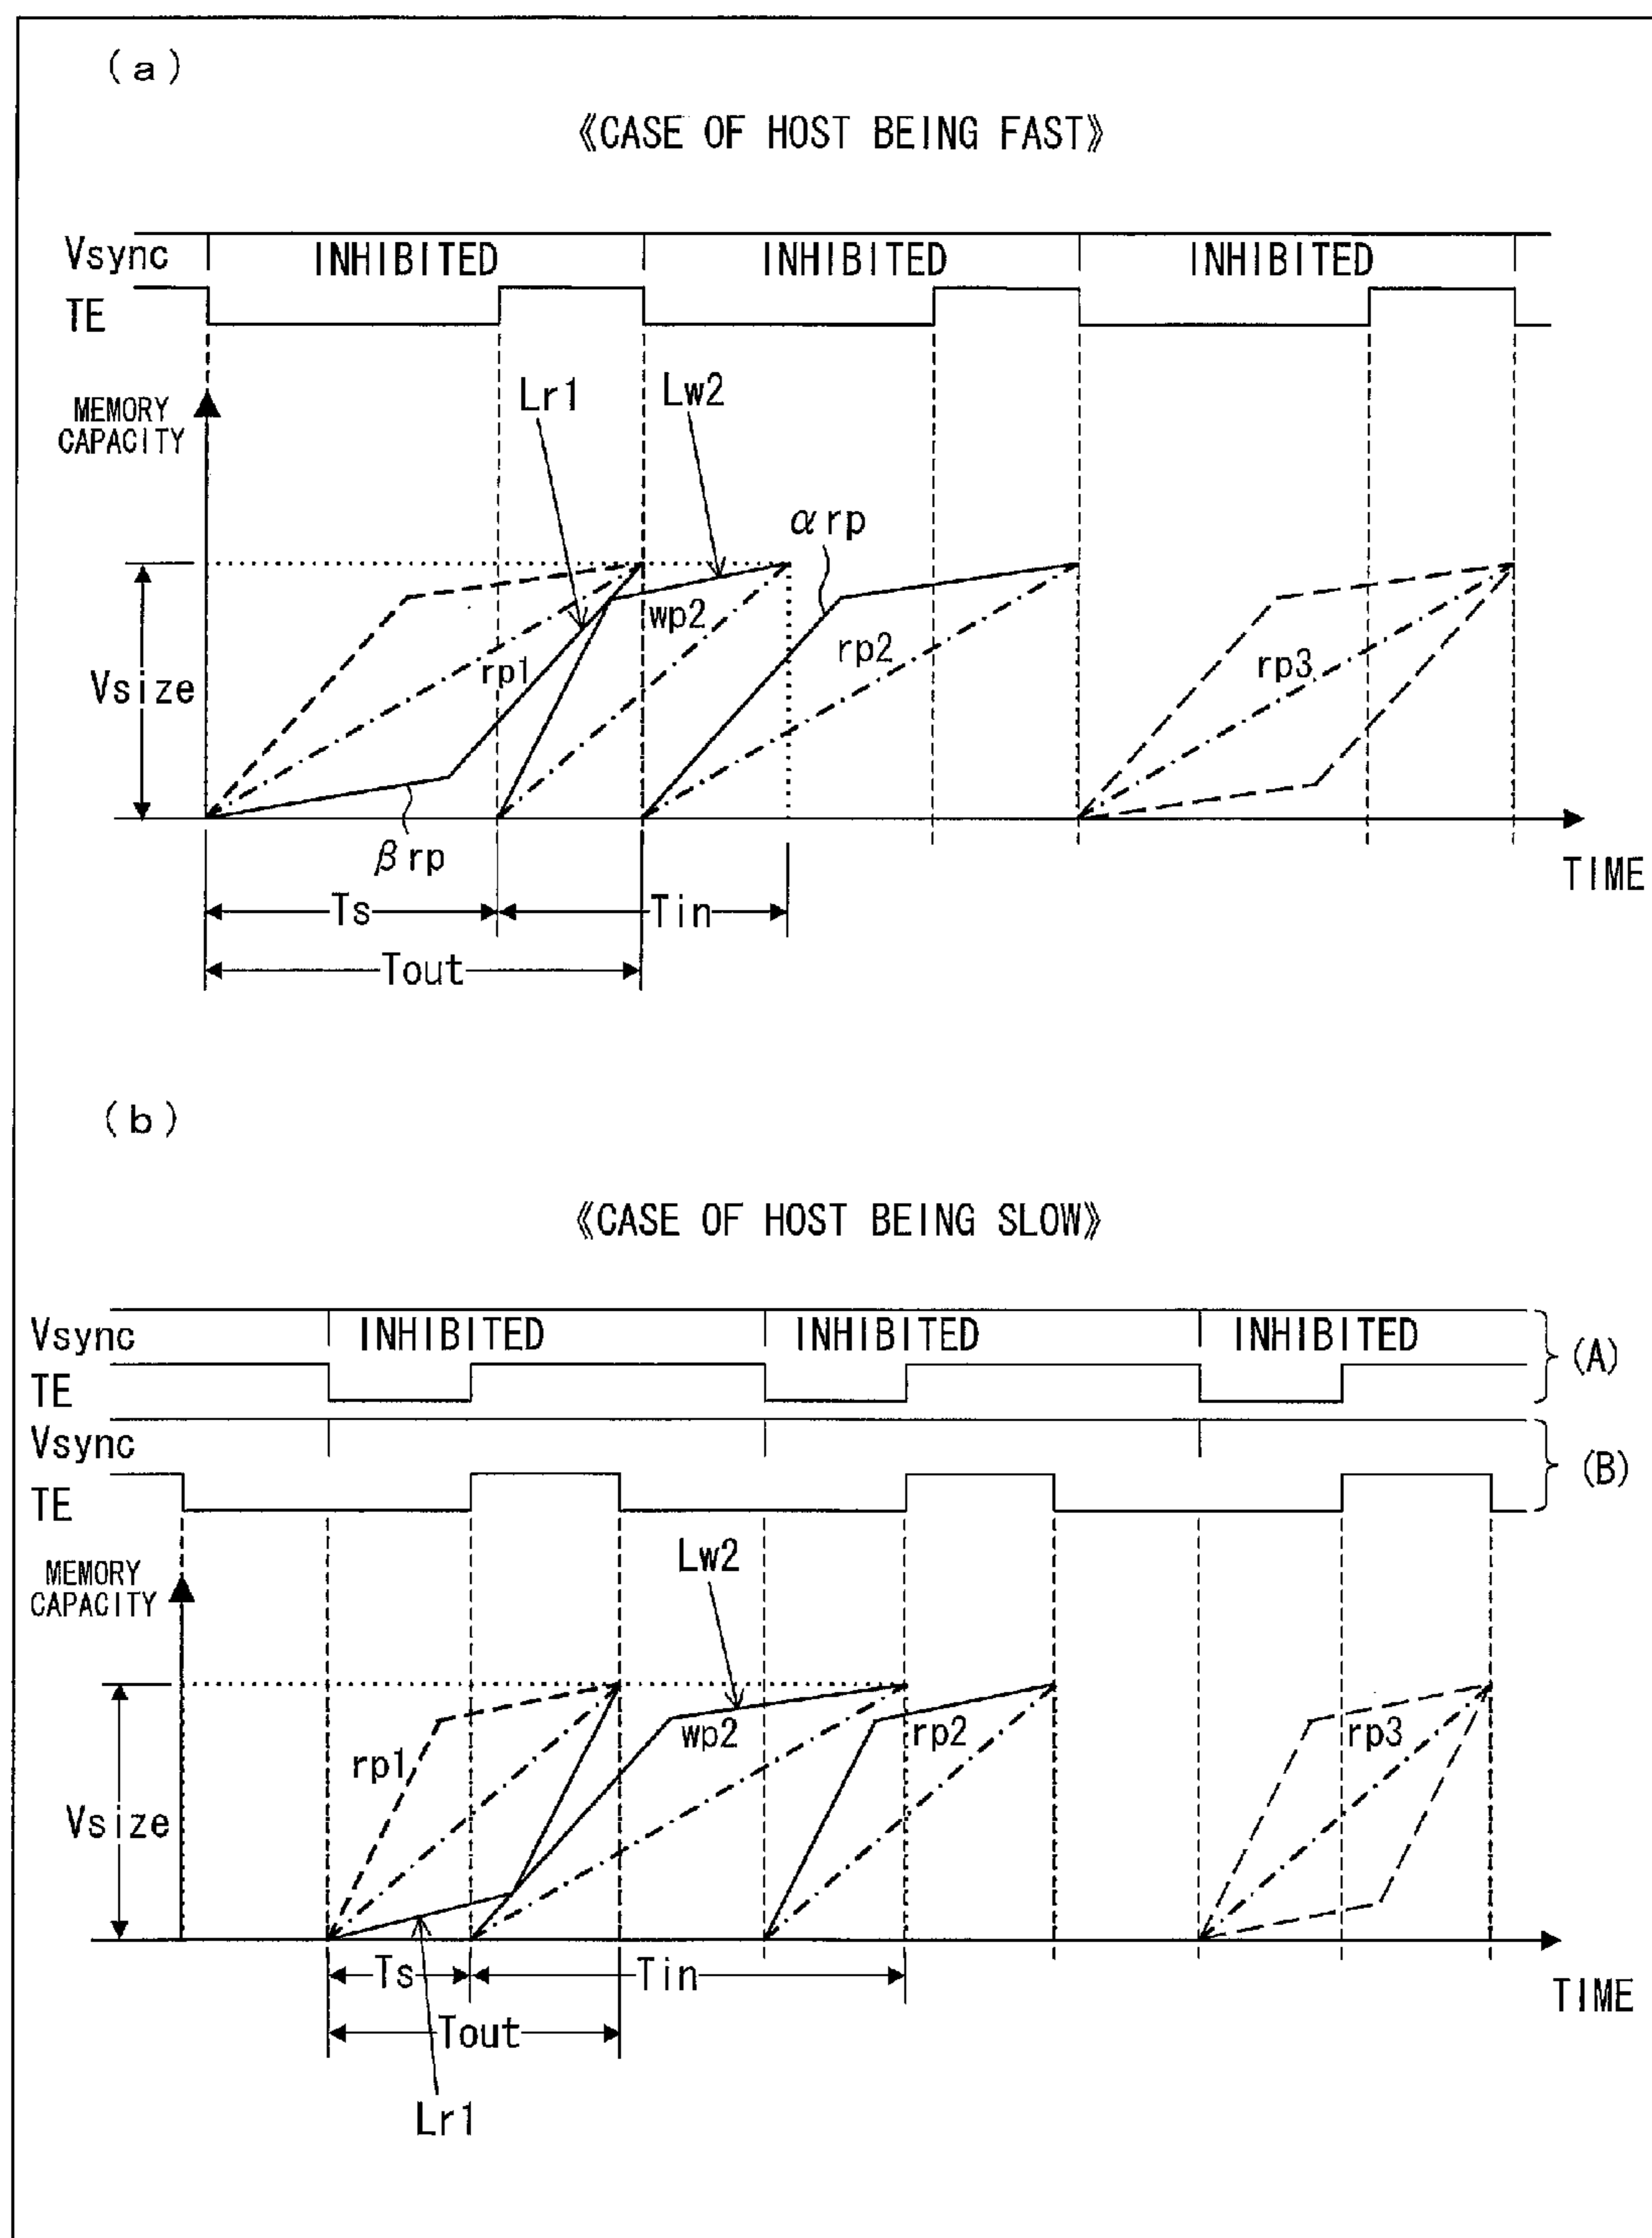 (a)
《CASE OF HOST BEING FAST》
Vsync INHIBITED INHIBITED INHIBITED
TE
Lr1 Lw2
MEMORY
CAPACITY
αrp
wp2
rp1 rp2 rp3
Vsize
βrp
TIME
Ts Tin
Tout
(b)
《CASE OF HOST BEING SLOW》
Vsync INHIBITED INHIBITED INHIBITED
TE (A)
Vsync
TE (B)
Lw2
MEMORY
CAPACITY
rp1 wp2 rp2 rp3
Vsize
Ts Tin
TIME
Tout
Lr1